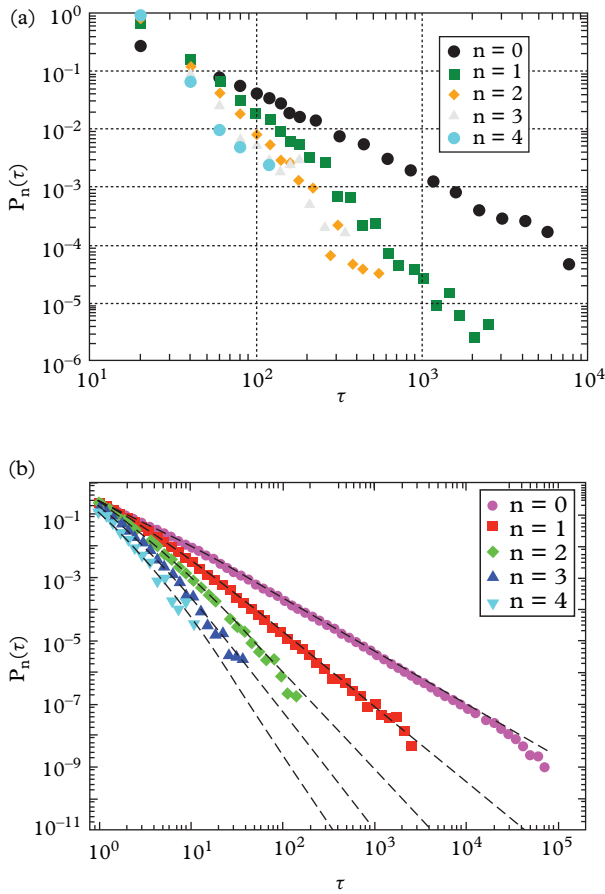 (a)
10^0
10^-1
10^-2
10^-3
10^-4
10^-5
10^-6
P_n(τ)
n = 0
n = 1
n = 2
n = 3
n = 4
10^1
10^2
10^3
10^4
τ
(b)
10^-1
10^-3
10^-5
10^-7
10^-9
10^-11
P_n(τ)
n = 0
n = 1
n = 2
n = 3
n = 4
10^0
10^1
10^2
10^3
10^4
10^5
τ